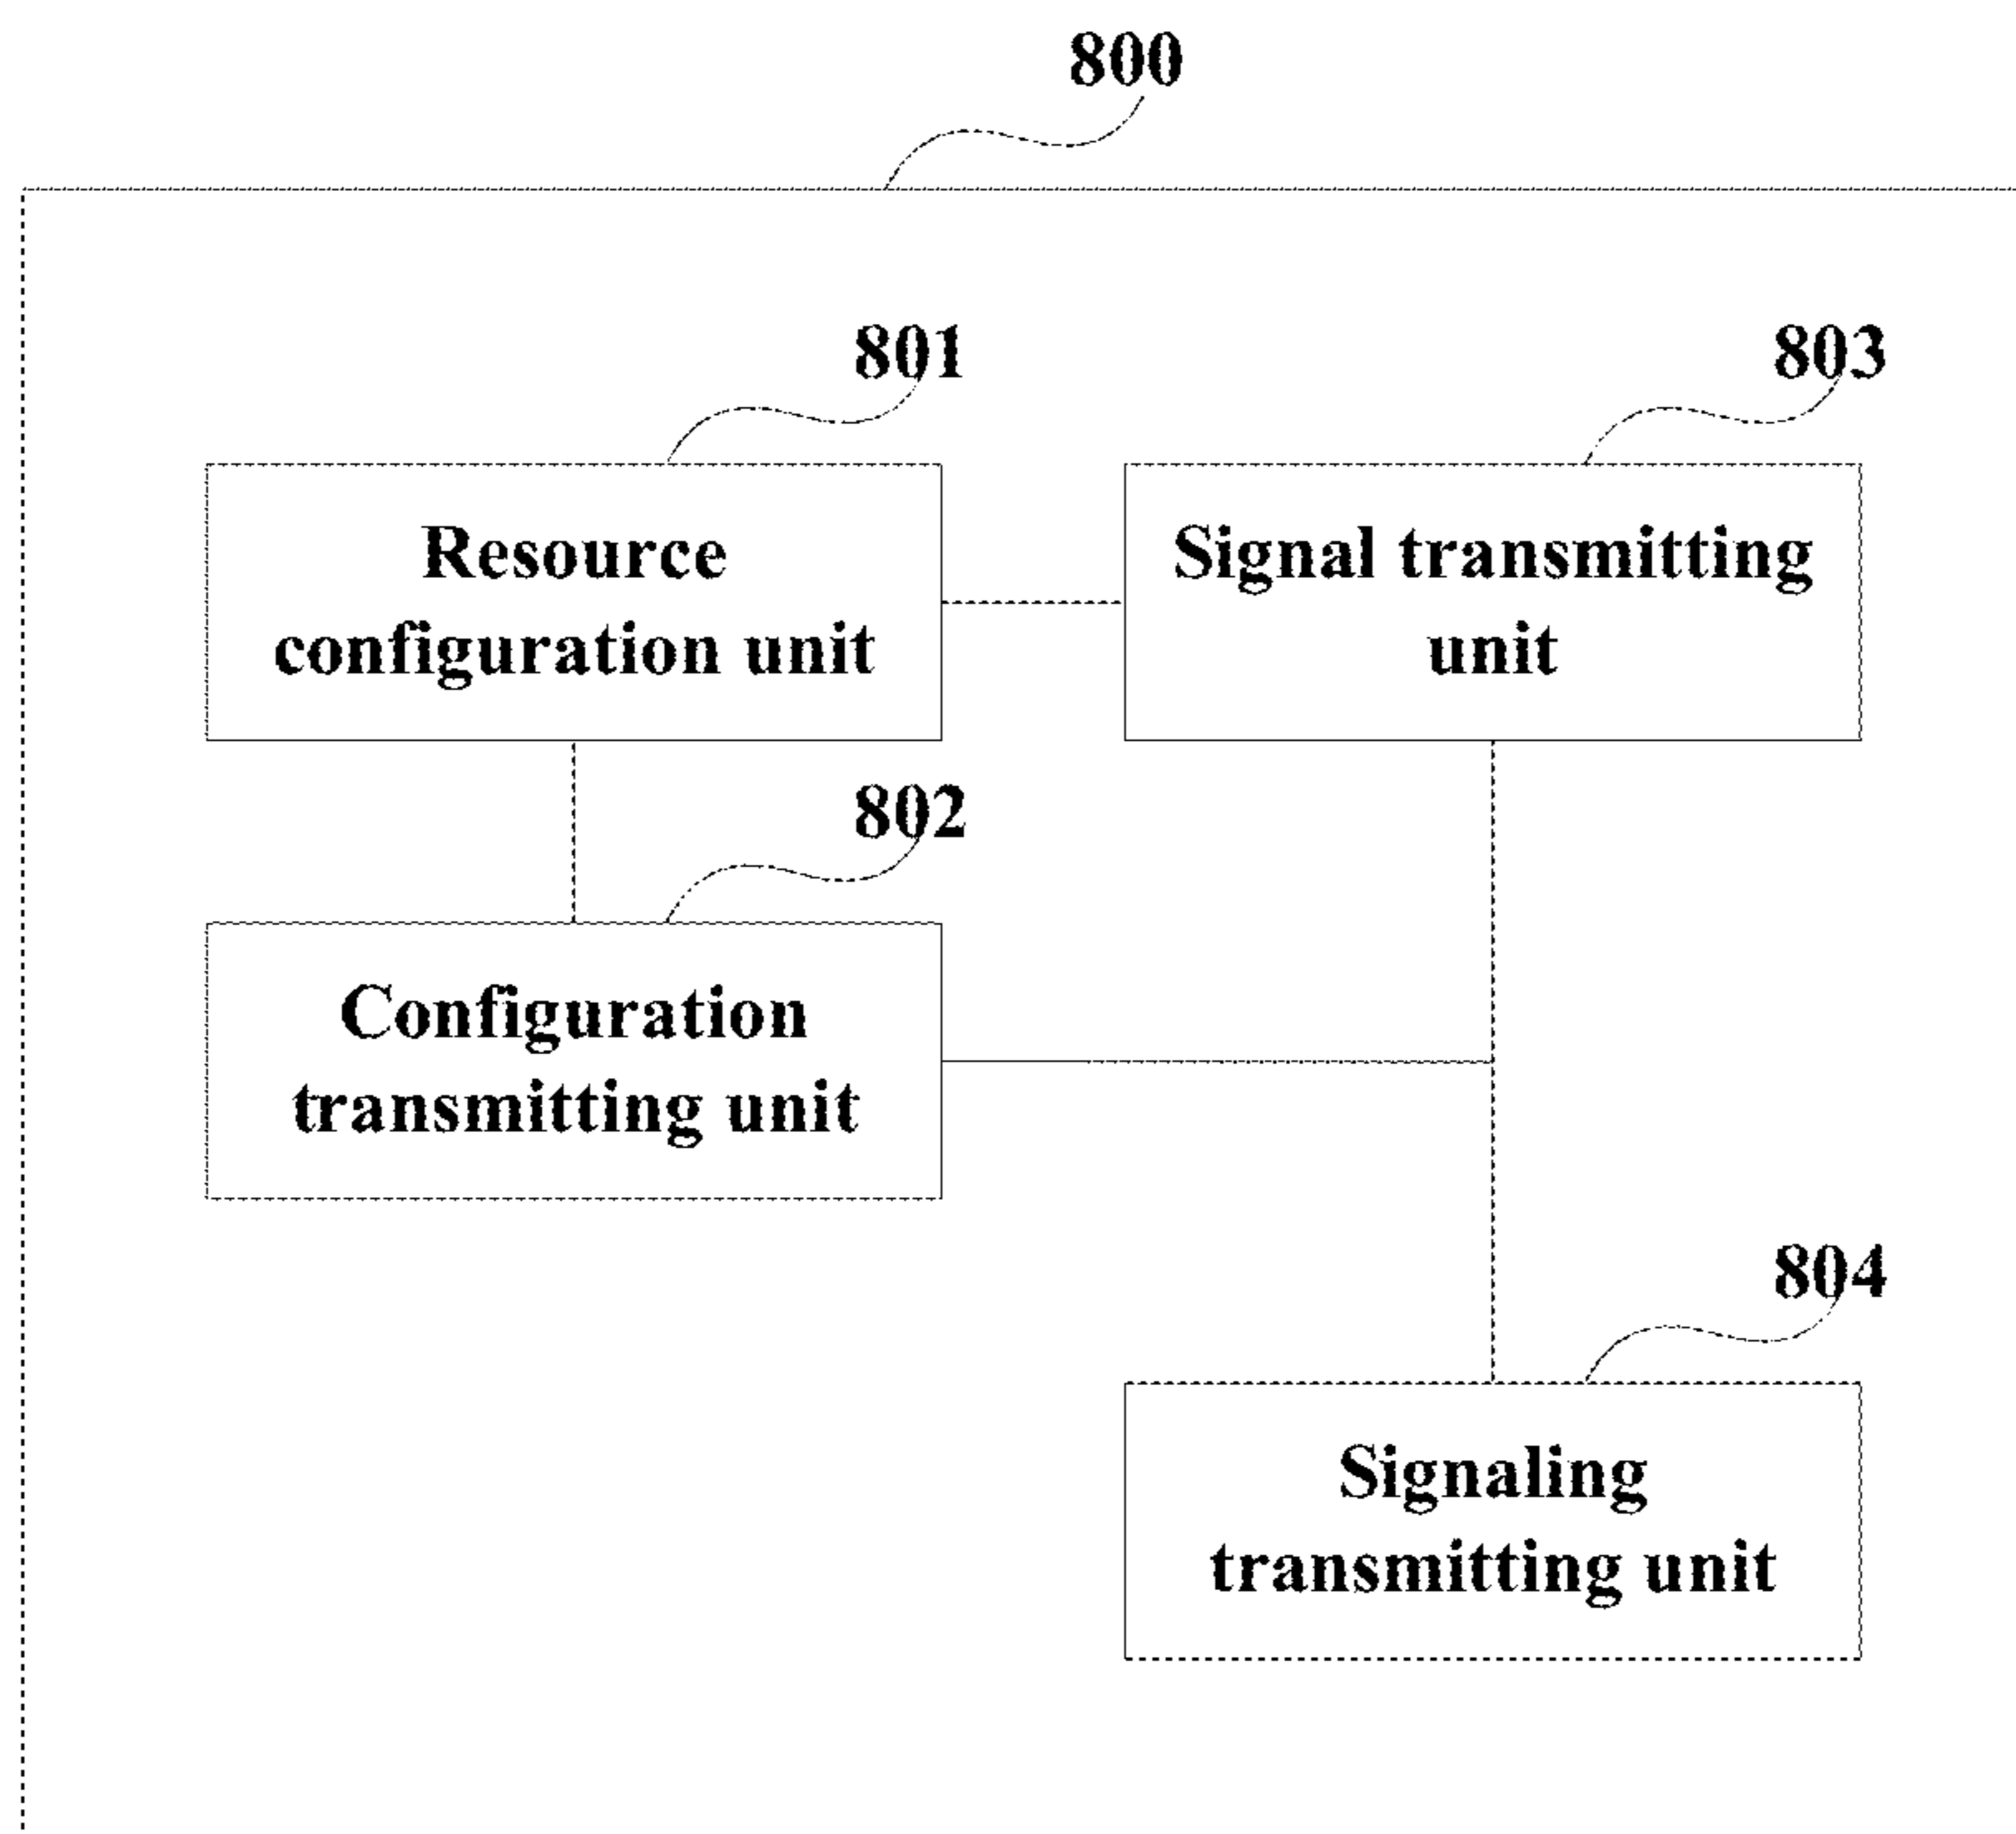 800
801
803
Resource
configuration unit
Signal transmitting
unit
802
Configuration
transmitting unit
804
Signaling
transmitting unit